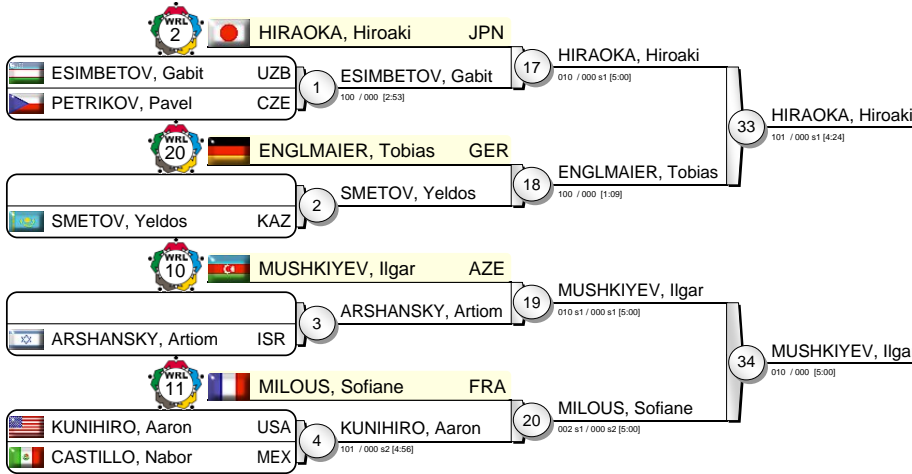 WRL
2
HIRAOKA, Hiroaki JPN
ESIMBETOV, Gabit UZB
PETRIKOV, Pavel CZE
1
ESIMBETOV, Gabit
100 / 000 [2:53]
17
HIRAOKA, Hiroaki
010 / 000 s1 [5:00]
WRL
20
ENGLMAIER, Tobias GER
SMETOV, Yeldos KAZ
2
SMETOV, Yeldos
18
ENGLMAIER, Tobias
100 / 000 [1:09]
33
HIRAOKA, Hiroaki
101 / 000 s1 [4:24]
WRL
10
MUSHKIYEV, Ilgar AZE
ARSHANSKY, Artiom ISR
3
ARSHANSKY, Artiom
19
MUSHKIYEV, Ilgar
010 s1 / 000 s1 [5:00]
WRL
11
MILOUS, Sofiane FRA
KUNIHIRO, Aaron USA
CASTILLO, Nabor MEX
4
KUNIHIRO, Aaron
101 / 000 s2 [4:56]
20
MILOUS, Sofiane
002 s1 / 000 s2 [5:00]
34
MUSHKIYEV, Ilga
010 / 000 [5:00]